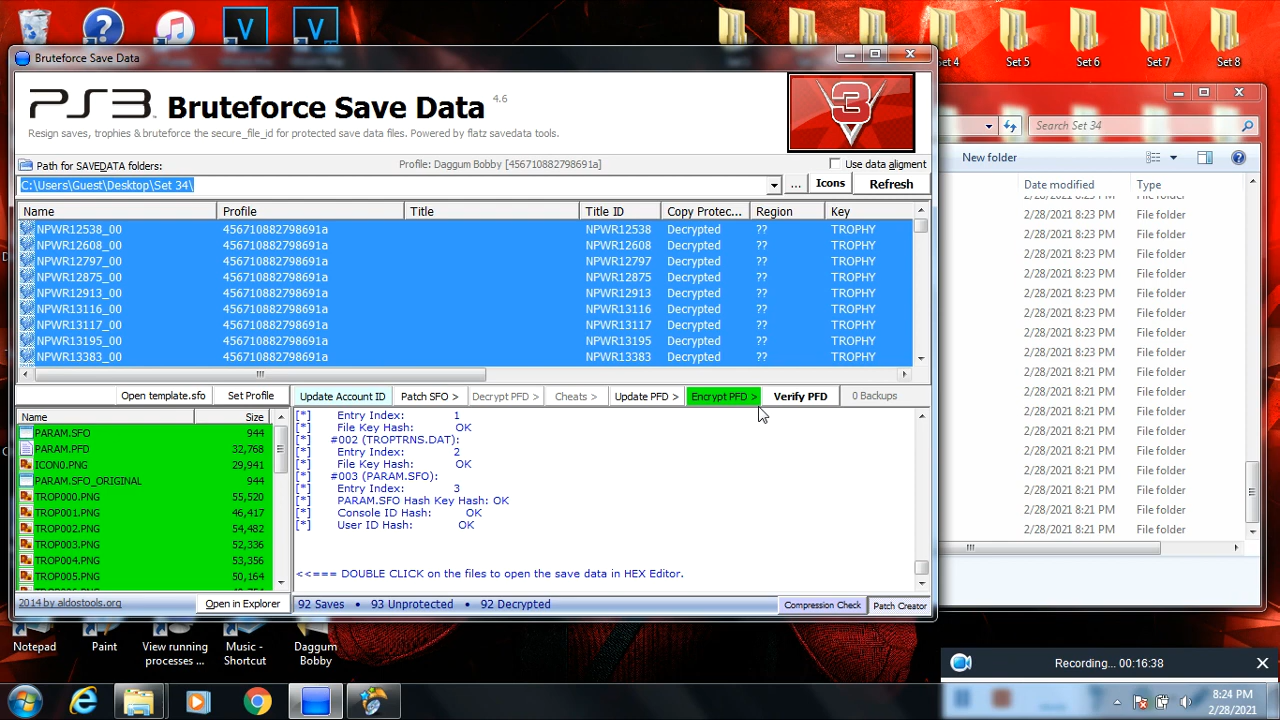 Set 4
Set 5
Set 6
Set 7
Set 8
Bruteforce Save Data
PS3 Bruteforce Save Data 4.6
Resign saves, trophies & bruteforce the secure_file_id for protected save data files. Powered by flatz savedata tools.
Search Set 34
New folder
Path for SAVEDATA folders:
Profile: Daggum Bobby [456710882798691a]
Use data aligment
C:\Users\Guest\Desktop\Set 34\
...
Icons
Refresh
Name Profile Title Title ID Copy Protec... Region Key
NPWR12538_00 456710882798691a NPWR12538 Decrypted ?? TROPHY
NPWR12608_00 456710882798691a NPWR12608 Decrypted ?? TROPHY
NPWR12797_00 456710882798691a NPWR12797 Decrypted ?? TROPHY
NPWR12875_00 456710882798691a NPWR12875 Decrypted ?? TROPHY
NPWR12913_00 456710882798691a NPWR12913 Decrypted ?? TROPHY
NPWR13116_00 456710882798691a NPWR13116 Decrypted ?? TROPHY
NPWR13117_00 456710882798691a NPWR13117 Decrypted ?? TROPHY
NPWR13195_00 456710882798691a NPWR13195 Decrypted ?? TROPHY
NPWR13383_00 456710882798691a NPWR13383 Decrypted ?? TROPHY
Open template.sfo
Set Profile
Update Account ID
Patch SFO >
Decrypt PFD >
Cheats >
Update PFD >
Encrypt PFD >
Verify PFD
0 Backups
Name Size
PARAM.SFO 944
PARAM.PFD 32,768
ICON0.PNG 29,941
PARAM.SFO_ORIGINAL 944
TROP000.PNG 55,520
TROP001.PNG 46,417
TROP002.PNG 54,482
TROP003.PNG 52,336
TROP004.PNG 53,356
TROP005.PNG 50,164
[*] Entry Index: 1
[*] File Key Hash: OK
[*] #002 (TROPTRNS.DAT):
[*] Entry Index: 2
[*] File Key Hash: OK
[*] #003 (PARAM.SFO):
[*] Entry Index: 3
[*] PARAM.SFO Hash Key Hash: OK
[*] Console ID Hash: OK
[*] User ID Hash: OK
<<=== DOUBLE CLICK on the files to open the save data in HEX Editor.
2014 by aldostools.org
Open in Explorer
92 Saves • 93 Unprotected • 92 Decrypted
Compression Check
Patch Creator
Date modified Type
2/28/2021 8:23 PM File folder
2/28/2021 8:23 PM File folder
2/28/2021 8:23 PM File folder
2/28/2021 8:23 PM File folder
2/28/2021 8:23 PM File folder
2/28/2021 8:23 PM File folder
2/28/2021 8:23 PM File folder
2/28/2021 8:23 PM File folder
2/28/2021 8:21 PM File folder
2/28/2021 8:21 PM File folder
2/28/2021 8:21 PM File folder
2/28/2021 8:21 PM File folder
2/28/2021 8:21 PM File folder
2/28/2021 8:21 PM File folder
2/28/2021 8:21 PM File folder
2/28/2021 8:21 PM File folder
2/28/2021 8:21 PM File folder
Notepad
Paint
View running
processes ...
Music -
Shortcut
Daggum
Bobby
Recording... 00:16:38
8:24 PM
2/28/2021